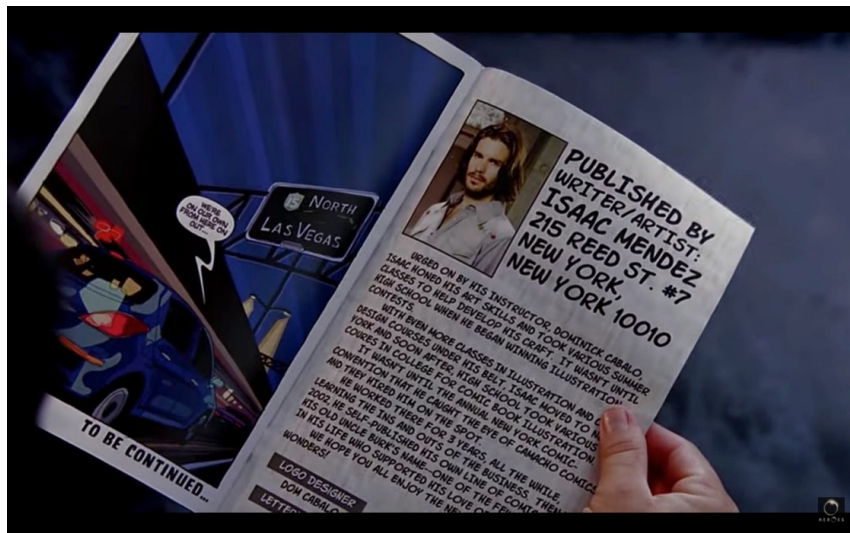 WE'RE
ON OUR OWN
FROM HERE ON
OUT...
15 NORTH
LAS VEGAS
TO BE CONTINUED...
PUBLISHED BY
WRITER/ARTIST:
ISAAC MENDEZ
215 REED ST. #7
NEW YORK,
NEW YORK 10010
URGED ON BY HIS INSTRUCTOR, DOMINICK CABALO,
ISAAC HONED HIS ART SKILLS AND TOOK VARIOUS SUMMER
CLASSES TO HELP DEVELOP HIS CRAFT. IT WASN'T UNTIL
HIGH SCHOOL WHEN HE BEGAN WINNING ILLUSTRATION
CONTESTS.
WITH EVEN MORE CLASSES IN ILLUSTRATION AND
DESIGN COURSES UNDER HIS BELT, ISAAC MOVED TO
YORK AND SOON AFTER, HIGH SCHOOL TOOK VARIOUS
COURES IN COLLEGE FOR COMIC BOOK ILLUSTRATION.
IT WASN'T UNTIL THE ANNUAL NEW YORK COMIC
CONVENTION THAT HE CAUGHT THE EYE OF CAMACHO COMICS
AND THEY HIRED HIM ON THE SPOT.
HE WORKED THERE FOR 3 YEARS, ALL THE WHILE,
LEARNING THE INS AND OUTS OF THE BUSINESS. THEN
2002, HE SELF-PUBLISHED HIS OWN LINE OF
HIS OLD UNCLE BURK'S NAME--ONE OF THE
IN HIS LIFE WHO SUPPORTED HIS LOVE OF
WE HOPE YOU ALL ENJOY THE
WONDERS!
LOGO DESIGNER
DOM CABALO
HEROES